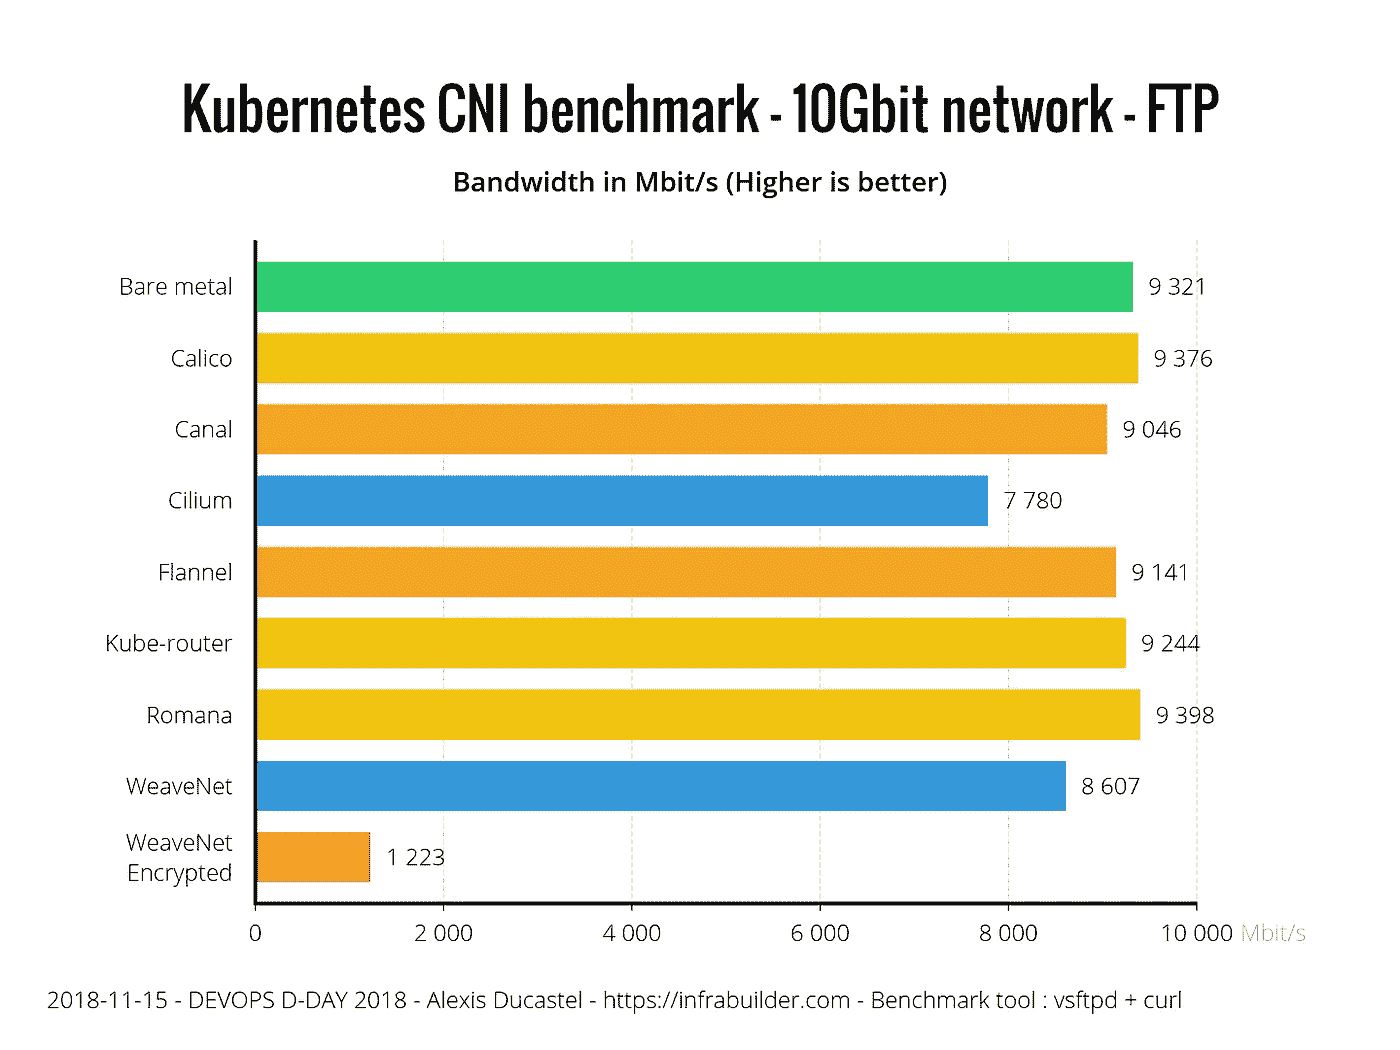 Kubernetes CNI benchmark - 10Gbit network - FTP
Bandwidth in Mbit/s (Higher is better)
Bare metal 9 321
Calico 9 376
Canal 9 046
Cilium 7 780
Flannel 9 141
Kube-router 9 244
Romana 9 398
WeaveNet 8 607
WeaveNet
Encrypted 1 223
0 2 000 4 000 6 000 8 000 10 000 Mbit/s
2018-11-15 - DEVOPS D-DAY 2018 - Alexis Ducastel - https://infrabuilder.com - Benchmark tool : vsftpd + curl